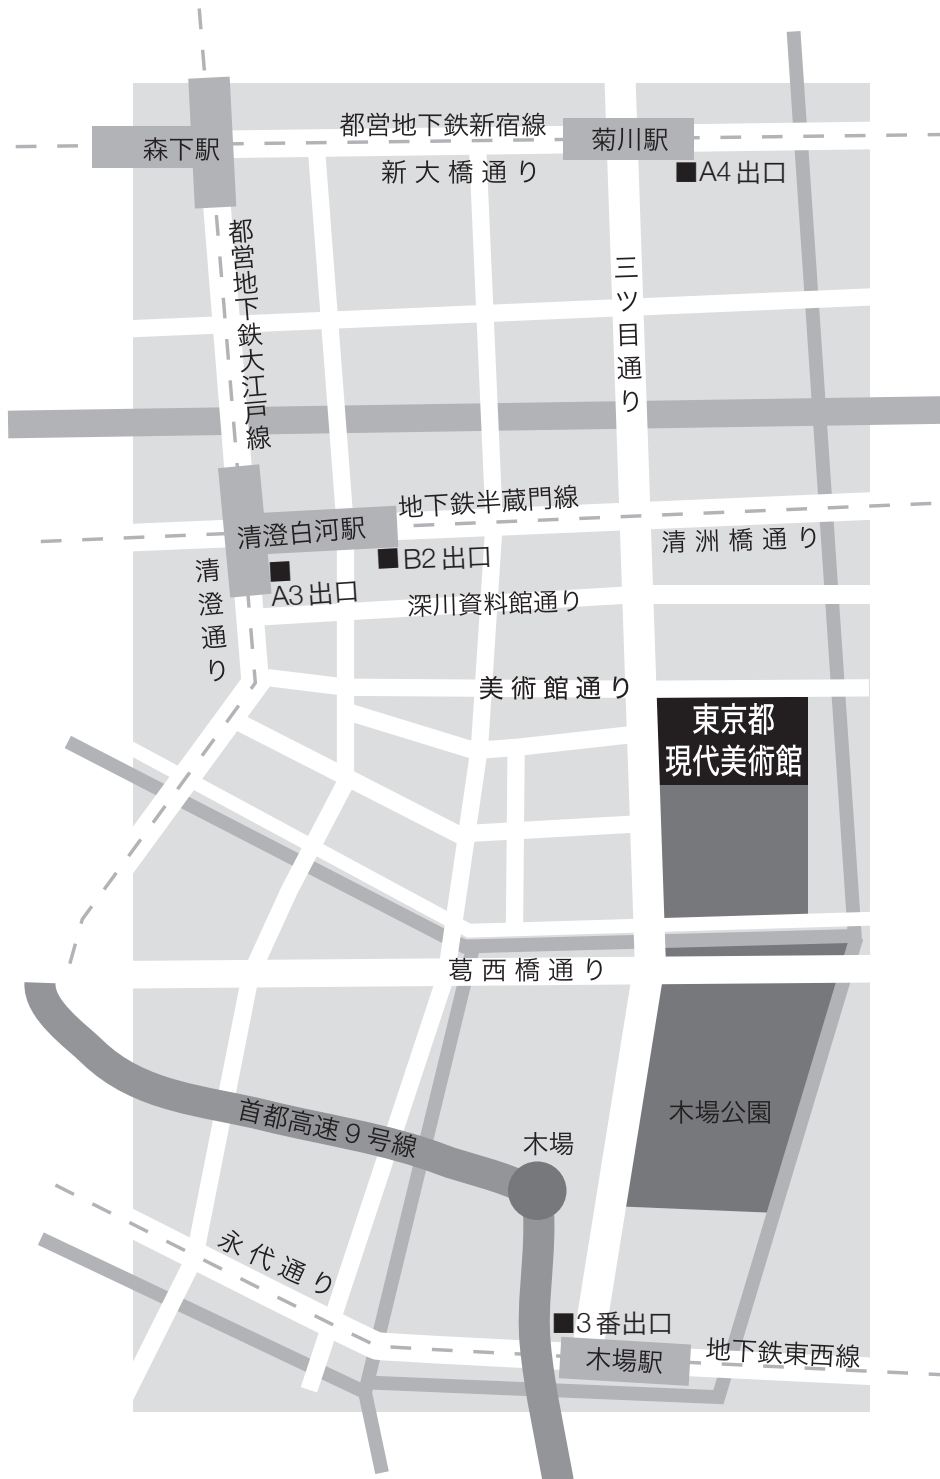 都営地下鉄新宿線
森下駅
菊川駅
新大橋通り
A4出口
都営地下鉄大江戸線
三ツ目通り
地下鉄半蔵門線
清澄白河駅
清洲橋通り
B2出口
A3出口
清澄通り
深川資料館通り
美術館通り
東京都
現代美術館
葛西橋通り
木場公園
首都高速9号線
木場
永代通り
3番出口
木場駅
地下鉄東西線